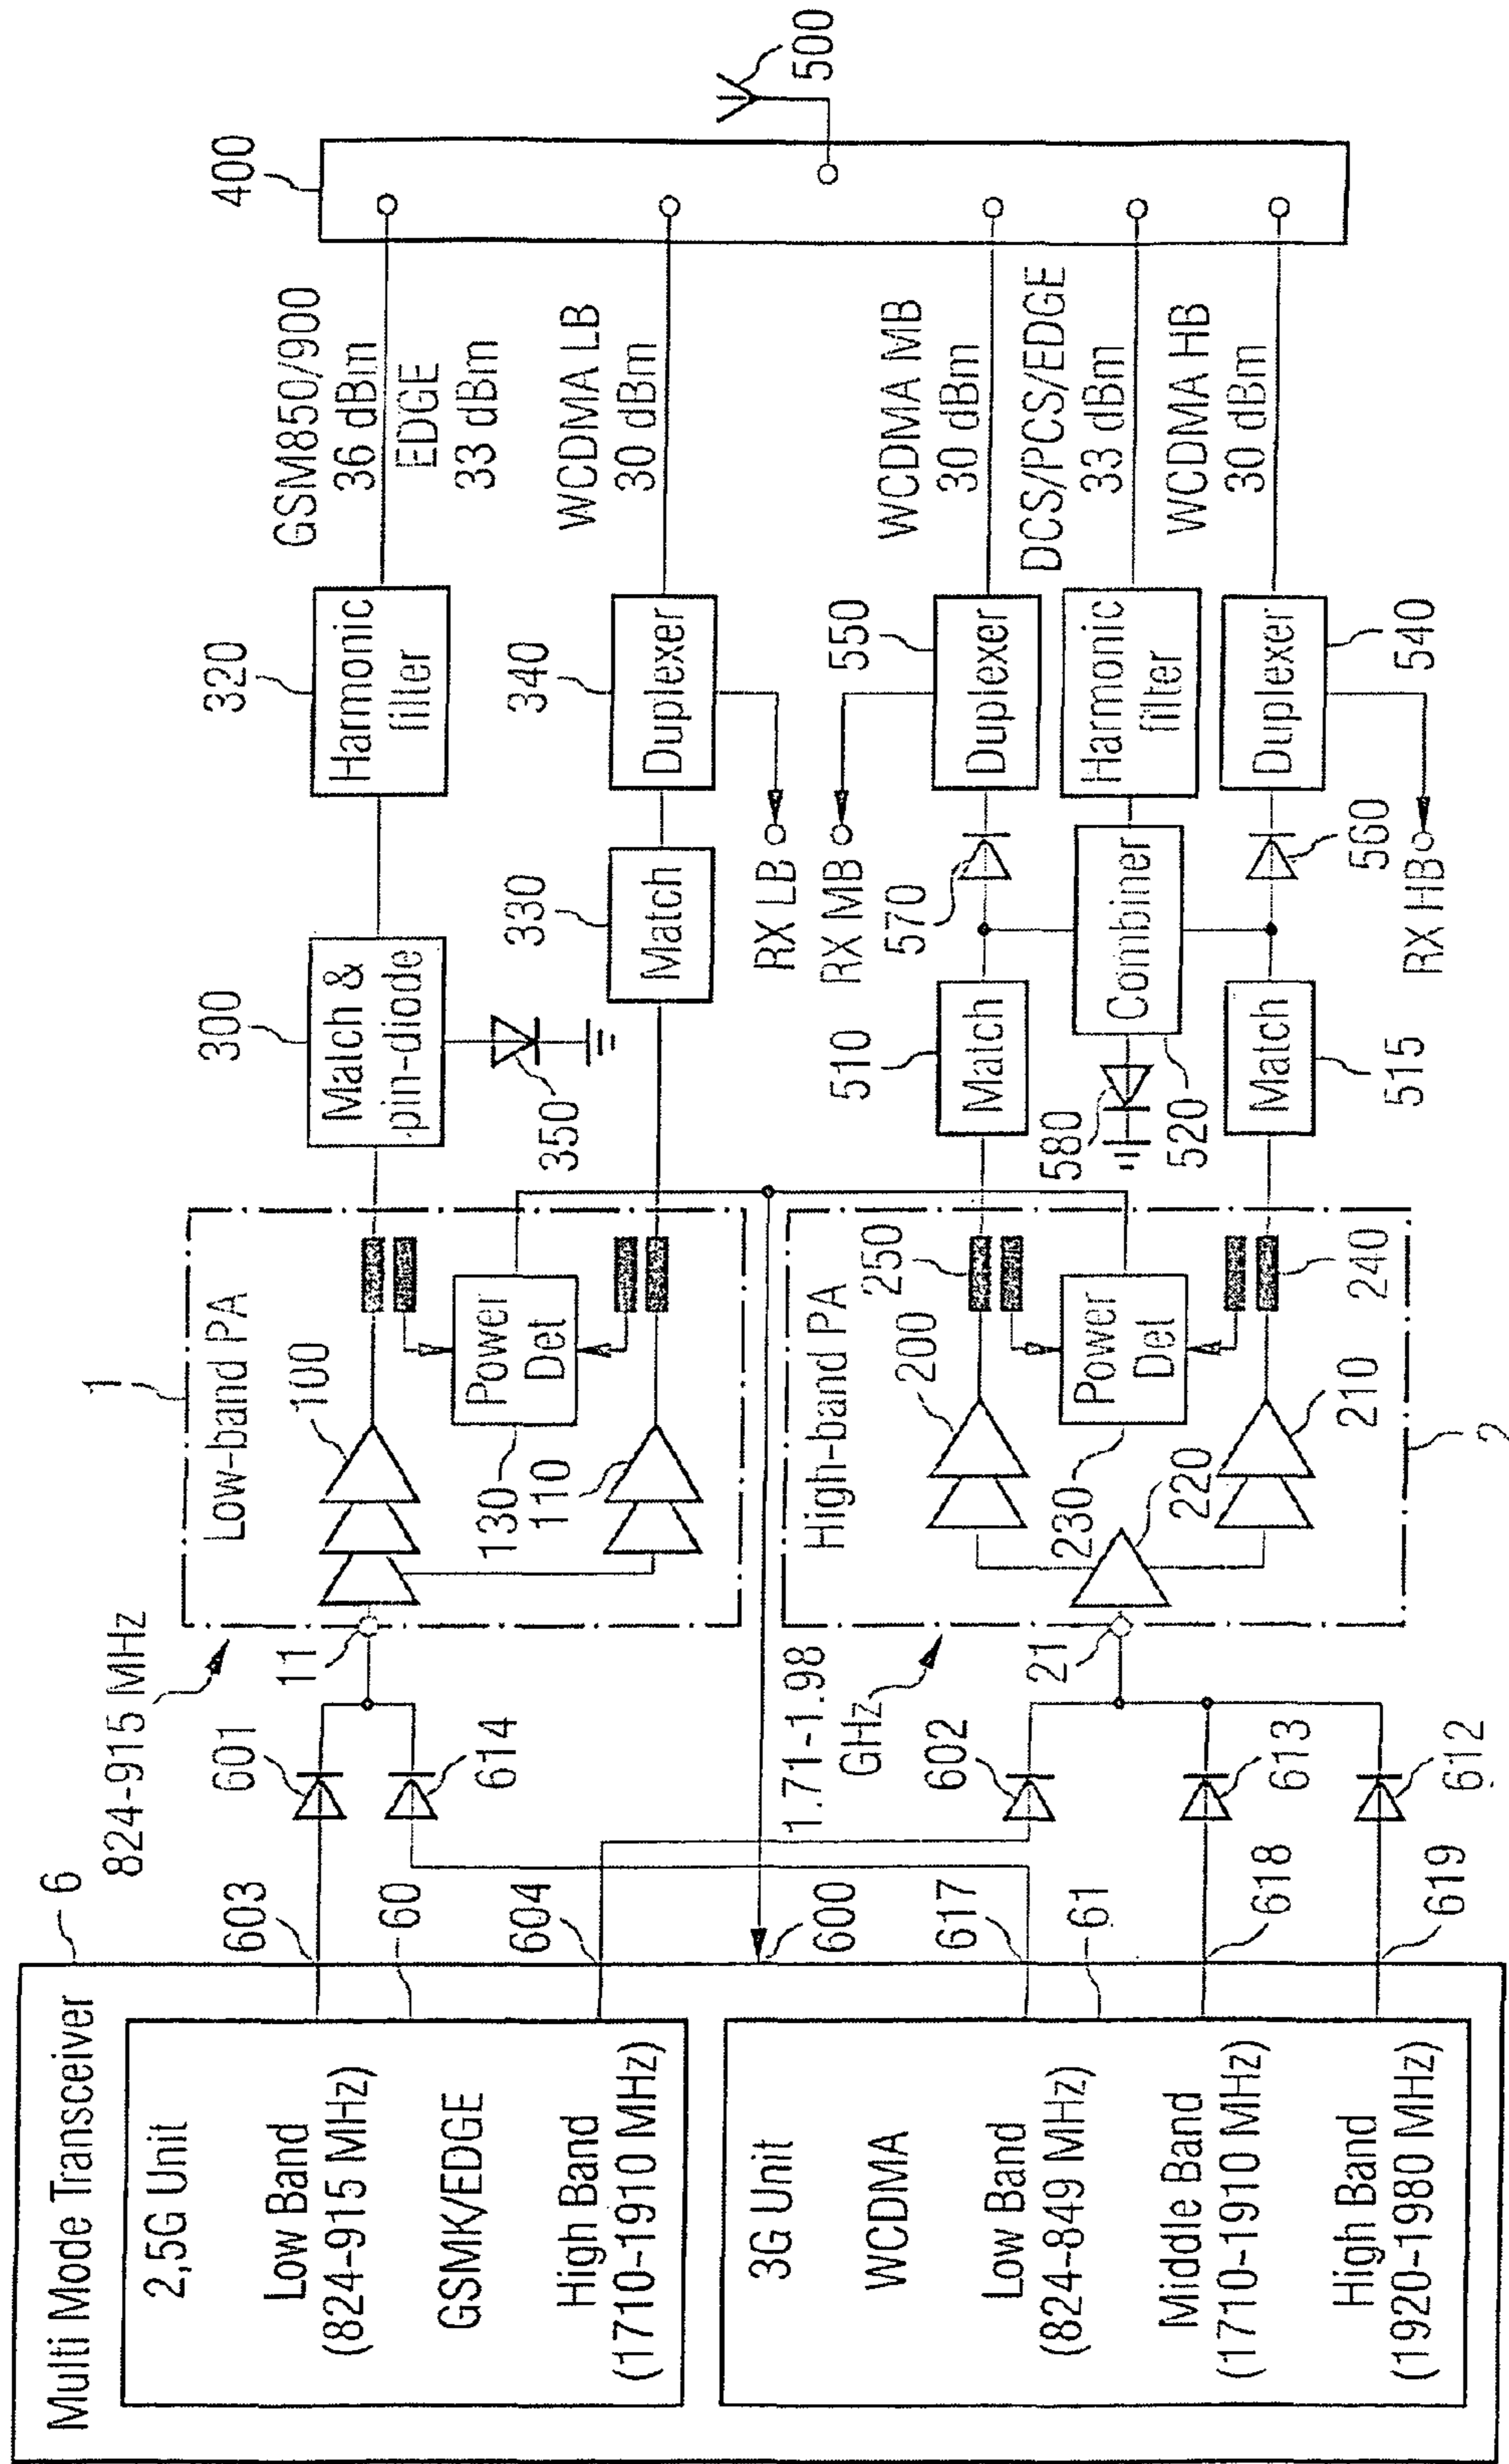 Multi Mode Transceiver
6
2,5G Unit
Low Band
(824-915 MHz)
GSMK/EDGE
High Band
(1710-1910 MHz)
3G Unit
WCDMA
Low Band
(824-849 MHz)
Middle Band
(1710-1910 MHz)
High Band
(1920-1980 MHz)
603
60
604
600
617
61
618
619
824-915 MHz
601
614
1.71-1.98
GHz
602
613
612
11
21
1
Low-band PA
100
Power
Det
130
110
High-band PA
200
250
Power
Det
230
220
210
240
2
300
Match &
pin-diode
350
330
Match
320
Harmonic
filter
340
Duplexer
RX LB
RX MB
510
Match
570
550
Duplexer
580
Combiner
520
Harmonic
filter
Match
515
560
Duplexer
540
RX HB
GSM850/900
36 dBm
EDGE
33 dBm
WCDMA LB
30 dBm
WCDMA MB
30 dBm
DCS/PCS/EDGE
33 dBm
WCDMA HB
30 dBm
400
500